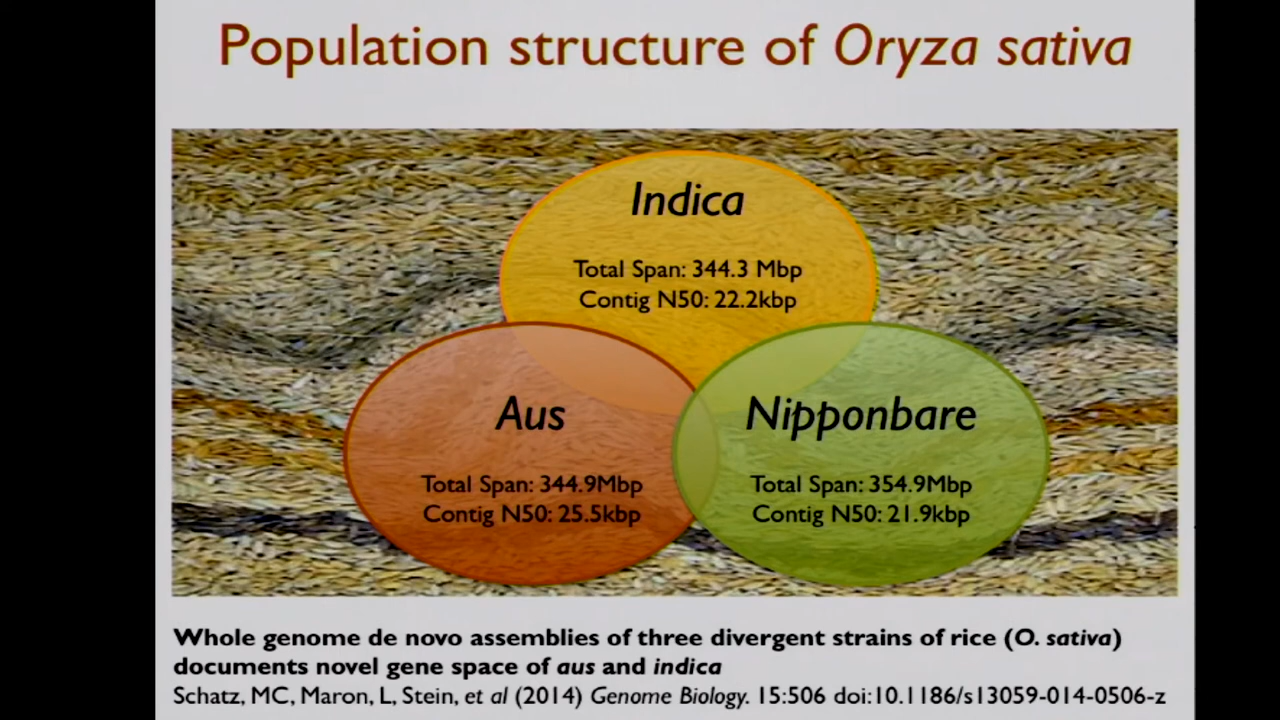 Population structure of Oryza sativa
Indica
Total Span: 344.3 Mbp
Contig N50: 22.2kbp
Aus
Total Span: 344.9Mbp
Contig N50: 25.5kbp
Nipponbare
Total Span: 354.9Mbp
Contig N50: 21.9kbp
Whole genome de novo assemblies of three divergent strains of rice (O. sativa)
documents novel gene space of aus and indica
Schatz, MC, Maron, L, Stein, et al (2014) Genome Biology. 15:506 doi:10.1186/s13059-014-0506-z